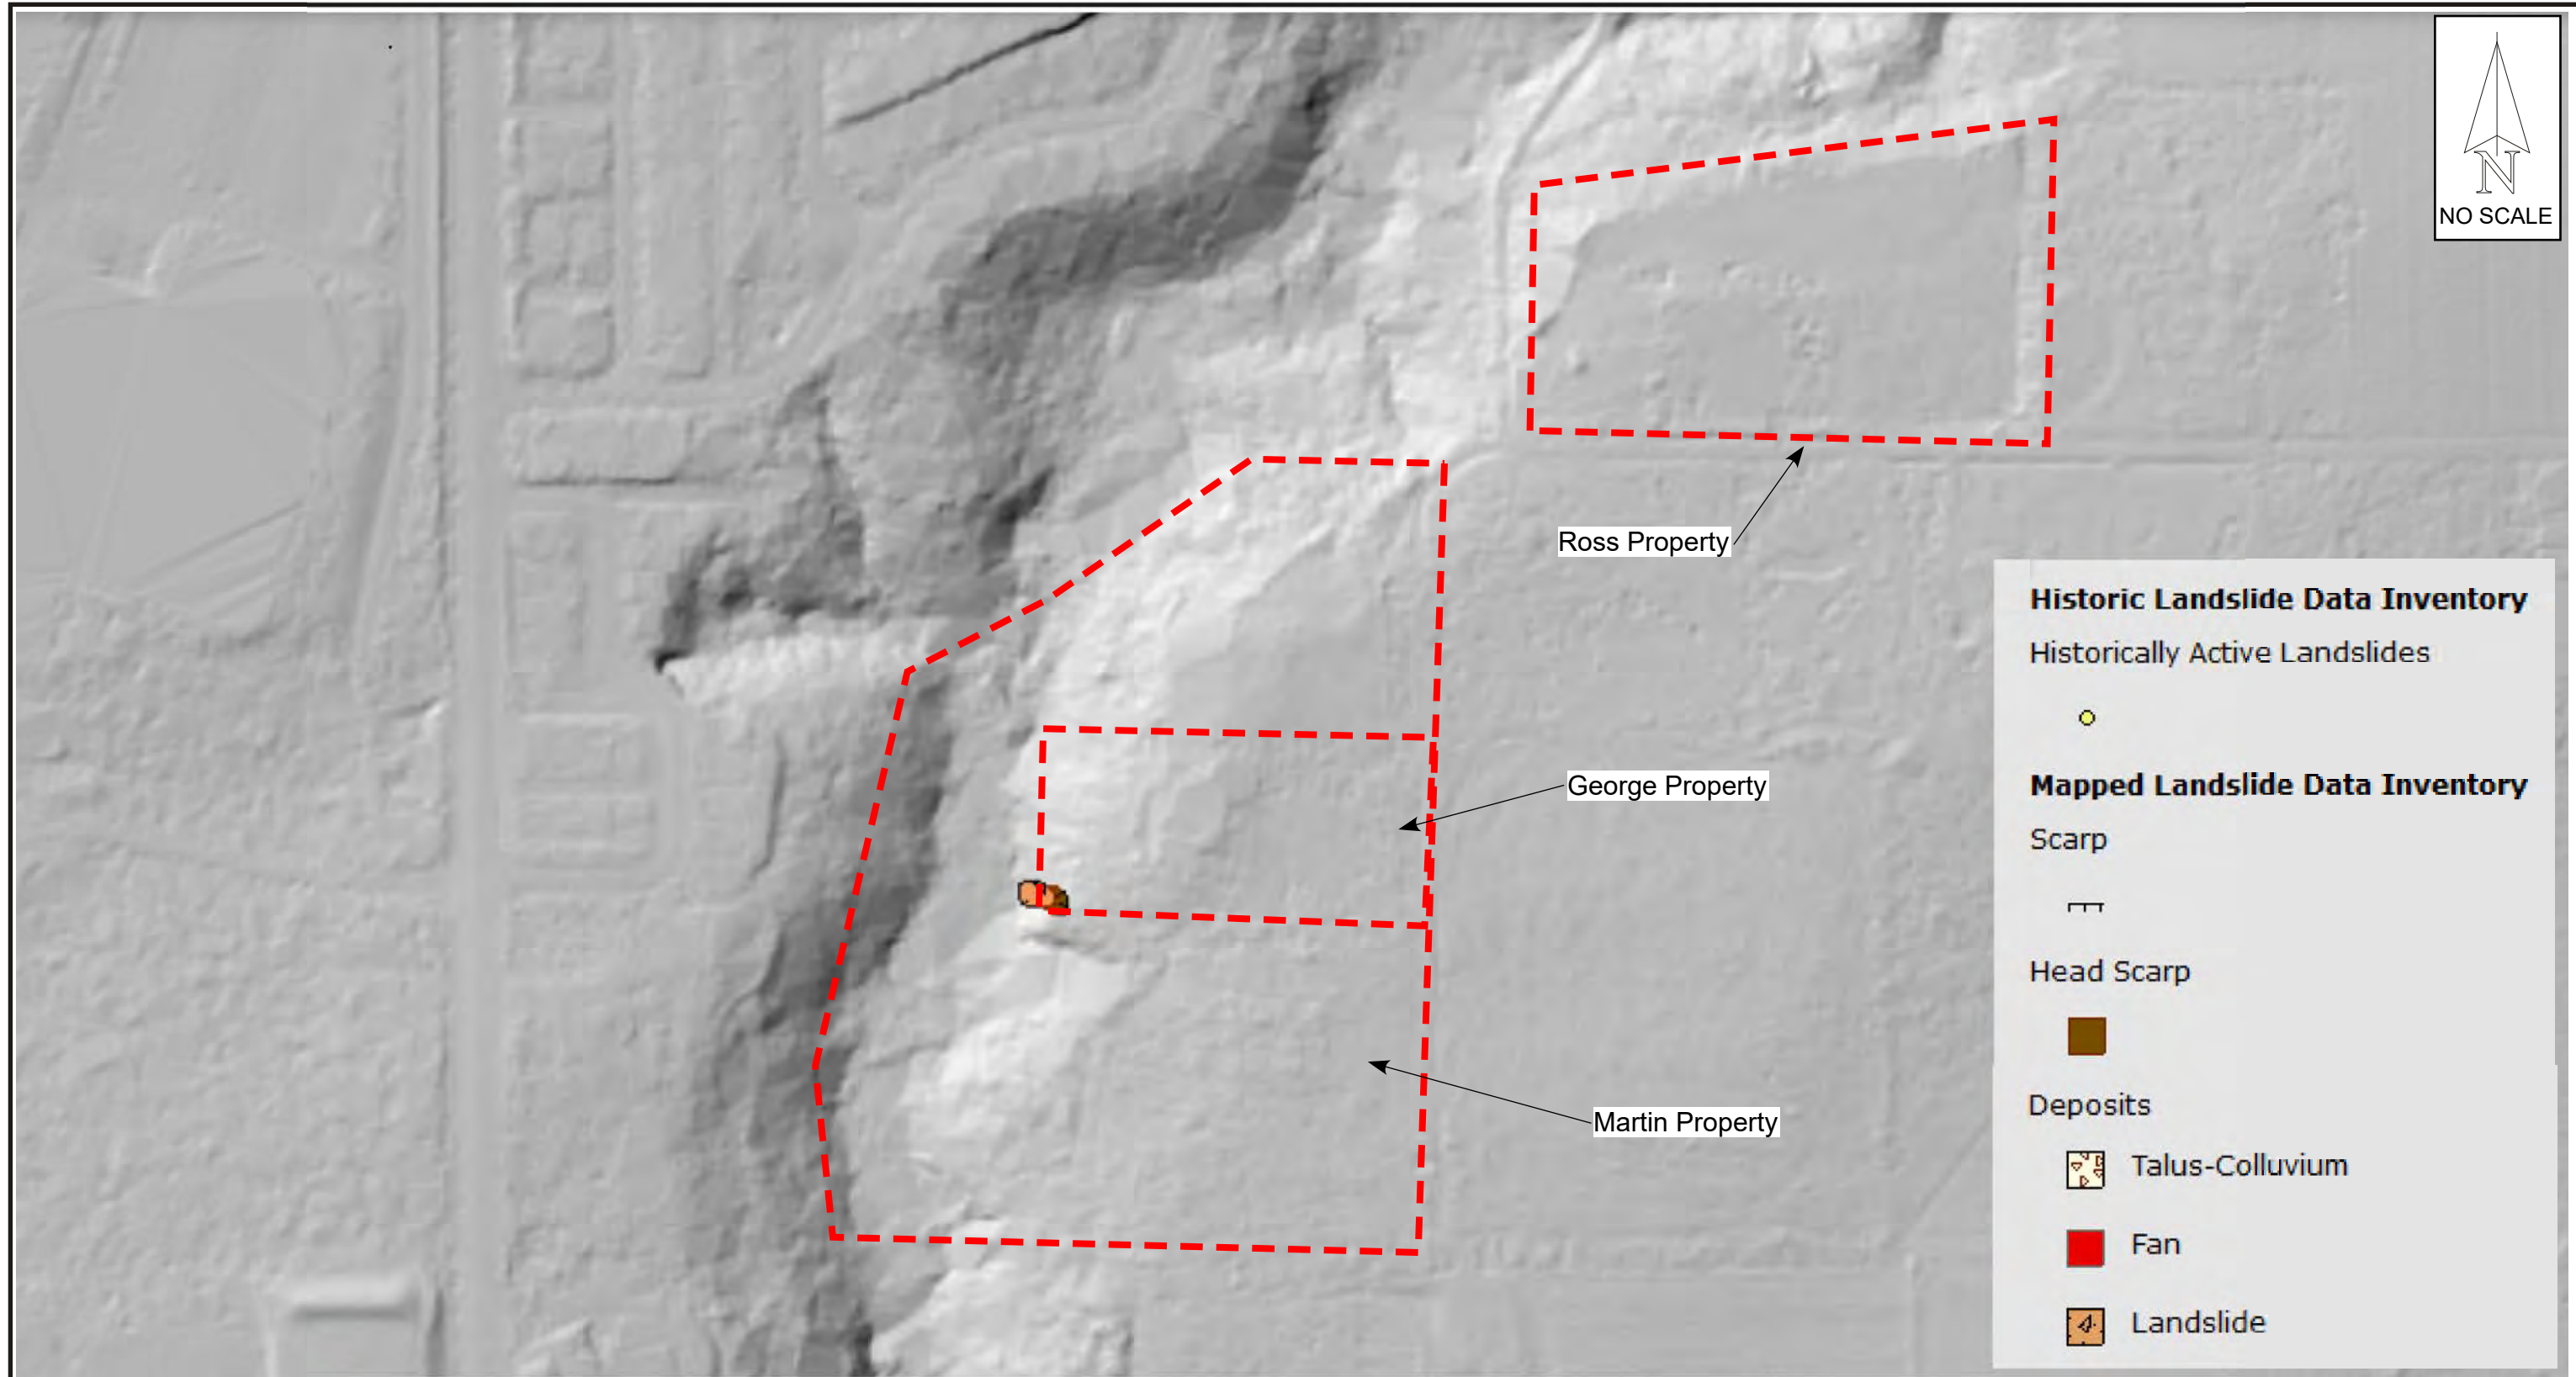 N
NO SCALE
Ross Property
George Property
Martin Property
Historic Landslide Data Inventory
Historically Active Landslides
Mapped Landslide Data Inventory
Scarp
Head Scarp
Deposits
Talus-Colluvium
Fan
Landslide